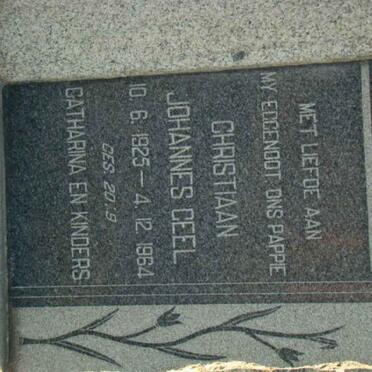 MET LIEFDE AAN
MY EGGENOOT ONS PAPPIE
CHRISTIAAN
JOHANNES CEEL
10. 6. 1925 — 4. 12. 1964
GES. 20:9
CATHARINA EN KINDERS